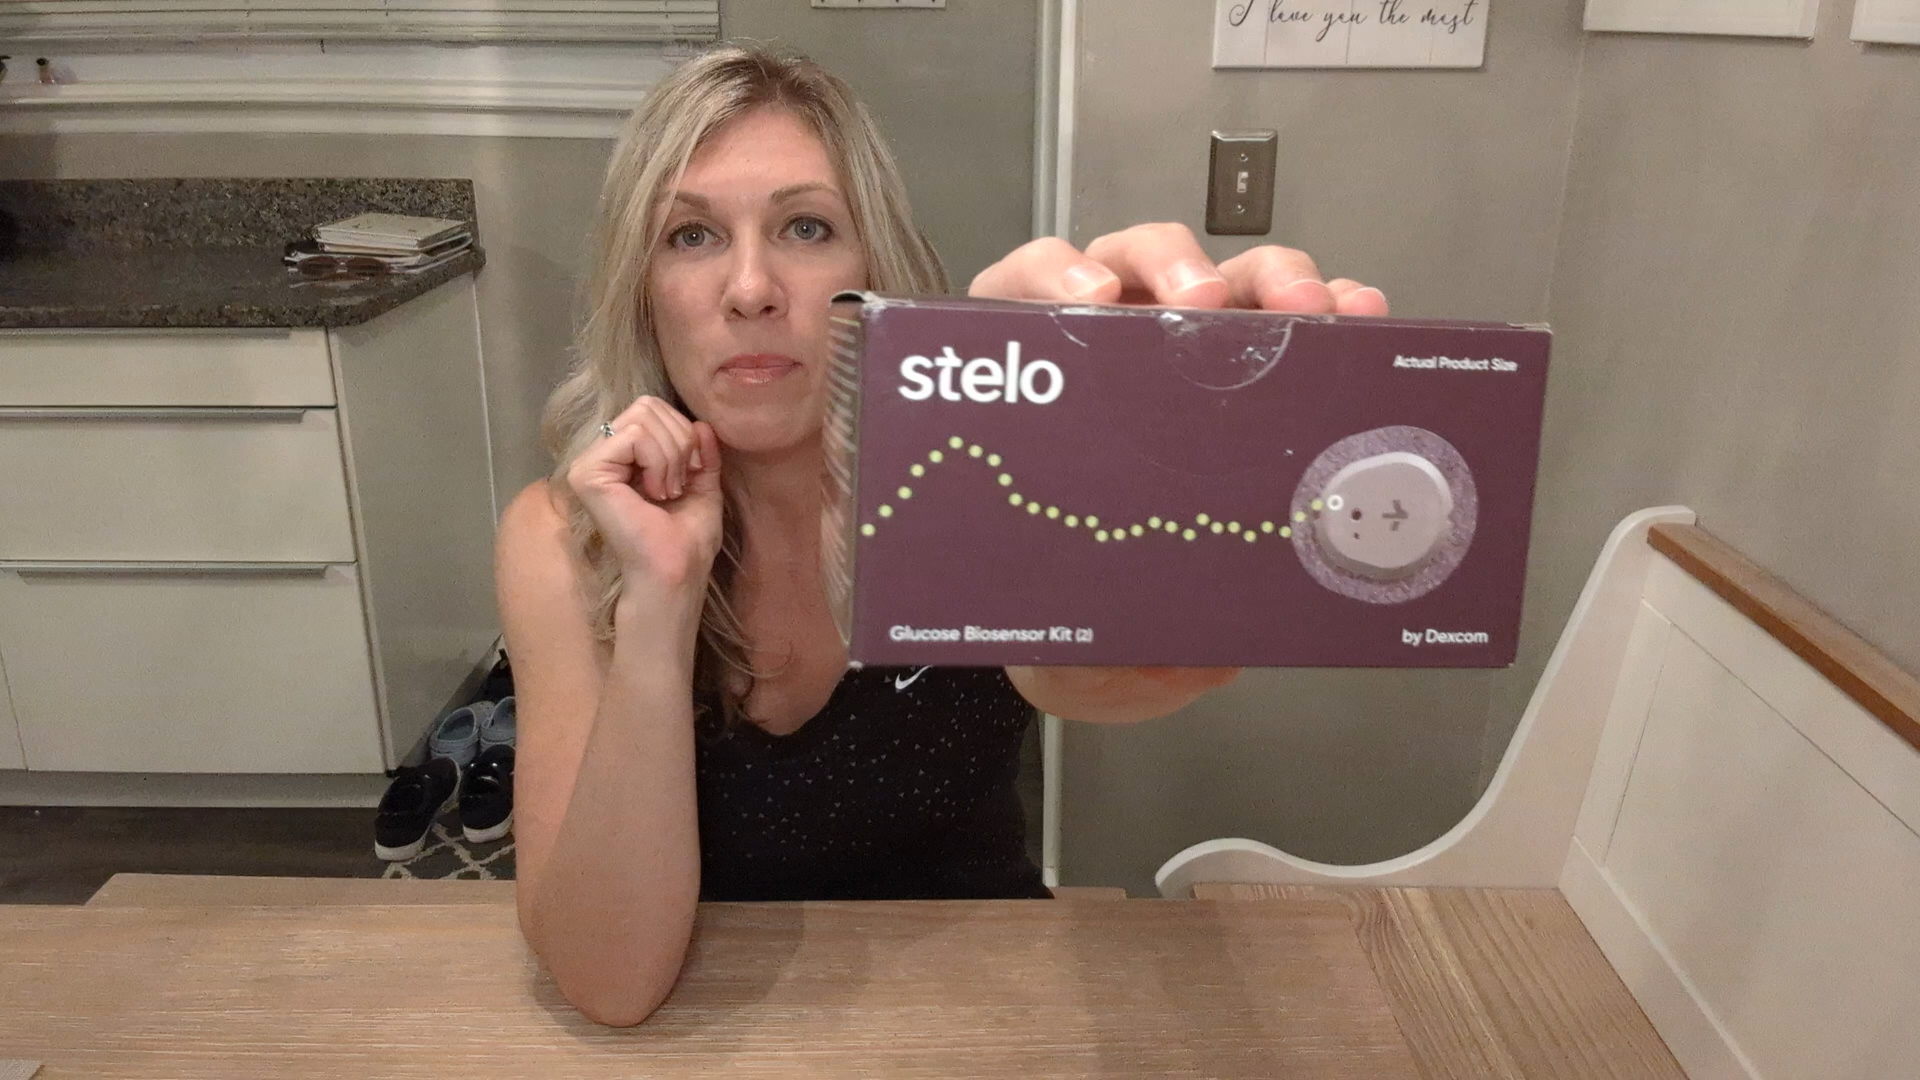 I love you the most
stelo
Actual Product Size
Glucose Biosensor Kit (2)
by Dexcom